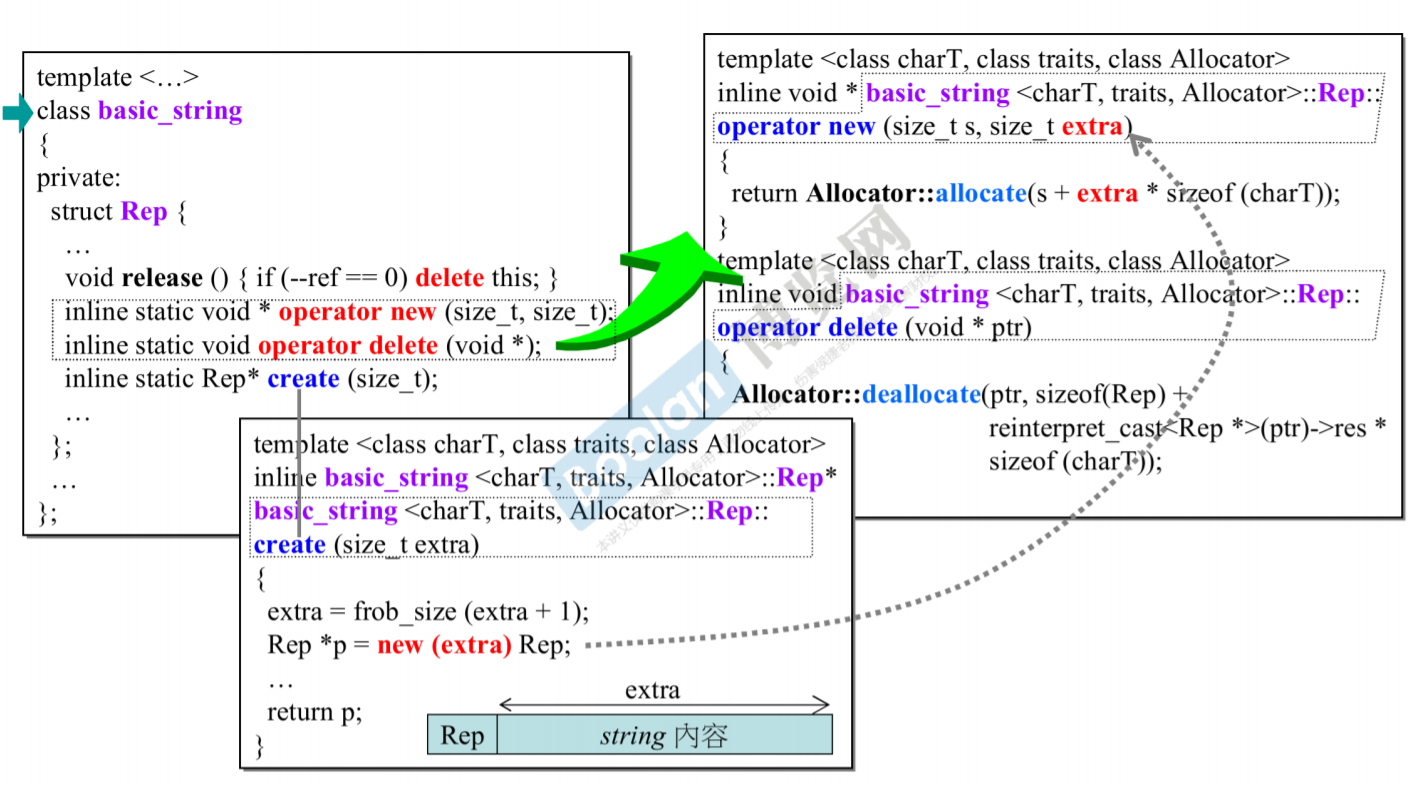 template <…>
class basic_string
{
private:
struct Rep {
…
void release () { if (--ref == 0) delete this; }
inline static void * operator new (size_t, size_t);
inline static void operator delete (void *);
inline static Rep* create (size_t);
…
};
…
};
template <class charT, class traits, class Allocator>
inline basic_string <charT, traits, Allocator>::Rep*
basic_string <charT, traits, Allocator>::Rep::
create (size_t extra)
{
extra = frob_size (extra + 1);
Rep *p = new (extra) Rep;
…
return p;
}
extra
Rep
string 內容
template <class charT, class traits, class Allocator>
inline void * basic_string <charT, traits, Allocator>::Rep::
operator new (size_t s, size_t extra)
{
return Allocator::allocate(s + extra * sizeof (charT));
}
template <class charT, class traits, class Allocator>
inline void basic_string <charT, traits, Allocator>::Rep::
operator delete (void * ptr)
{
Allocator::deallocate(ptr, sizeof(Rep) +
reinterpret_cast<Rep *>(ptr)->res *
sizeof (charT));
Boolan 博览网